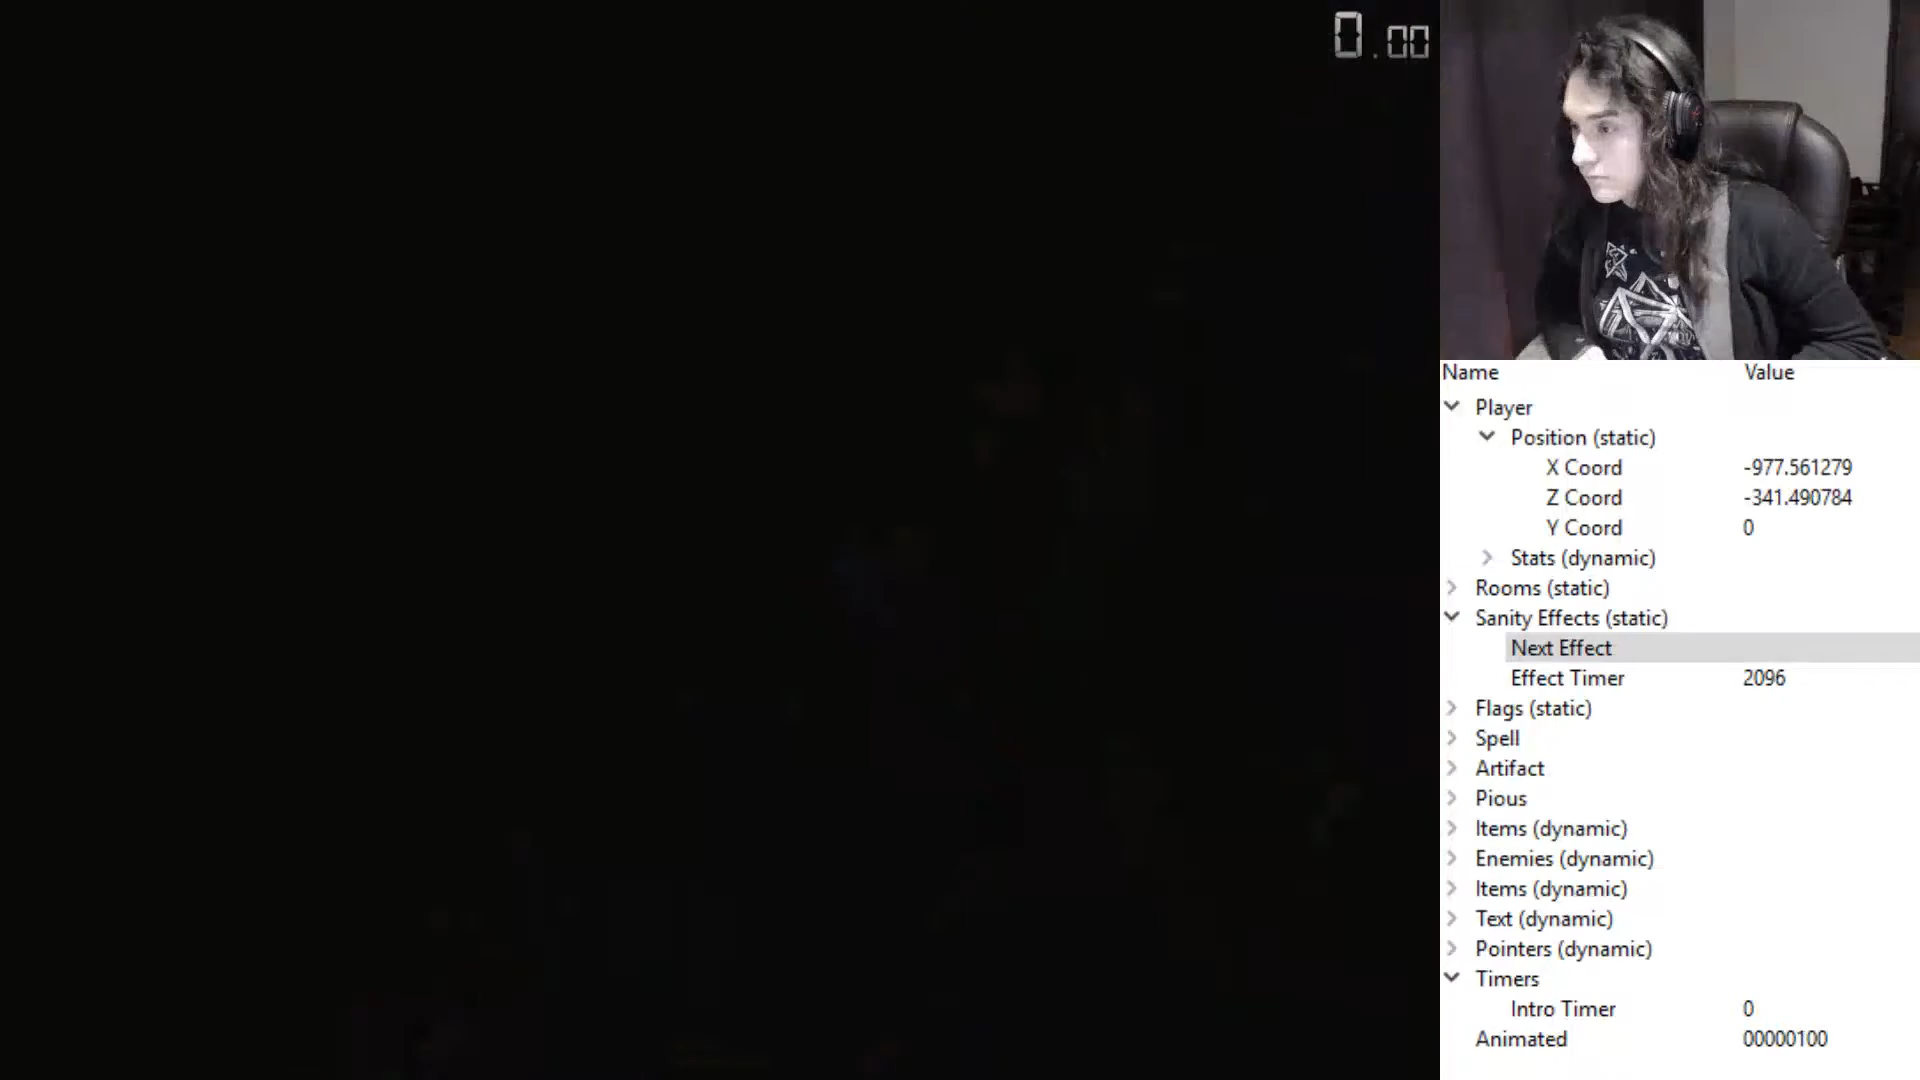 0.00
Name Value
Player
Position (static)
X Coord -977.561279
Z Coord -341.490784
Y Coord 0
Stats (dynamic)
Rooms (static)
Sanity Effects (static)
Next Effect
Effect Timer 2096
Flags (static)
Spell
Artifact
Pious
Items (dynamic)
Enemies (dynamic)
Items (dynamic)
Text (dynamic)
Pointers (dynamic)
Timers
Intro Timer 0
Animated 00000100